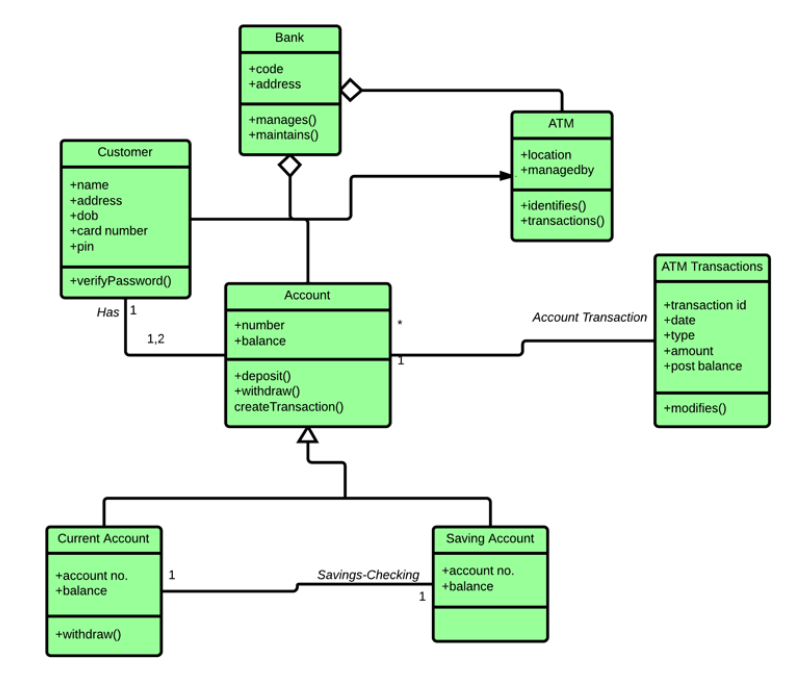 Bank
+code
+address
+manages()
+maintains()
ATM
+location
+managedby
+identifies()
+transactions()
Customer
+name
+address
+dob
+card number
+pin
+verifyPassword()
Has
1
1,2
Account
+number
+balance
+deposit()
+withdraw()
createTransaction()
*
1
Account Transaction
ATM Transactions
+transaction id
+date
+type
+amount
+post balance
+modifies()
Current Account
+account no.
+balance
+withdraw()
1
Savings-Checking
1
Saving Account
+account no.
+balance